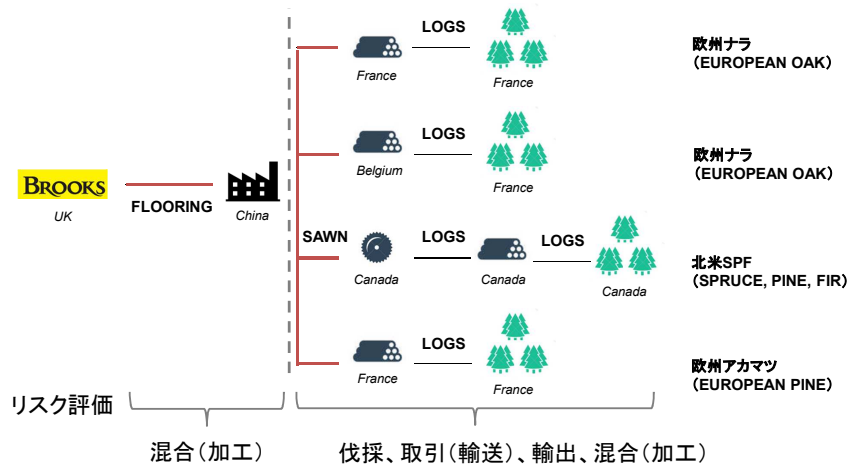 LOGS
France
France
欧州ナラ
（EUROPEAN OAK）
LOGS
Belgium
France
欧州ナラ
（EUROPEAN OAK）
BROOKS
UK
FLOORING
China
SAWN
LOGS
LOGS
Canada
Canada
Canada
北米SPF
（SPRUCE, PINE, FIR）
LOGS
France
France
欧州アカマツ
（EUROPEAN PINE）
リスク評価
混合（加工）
伐採、取引（輸送）、輸出、混合（加工）